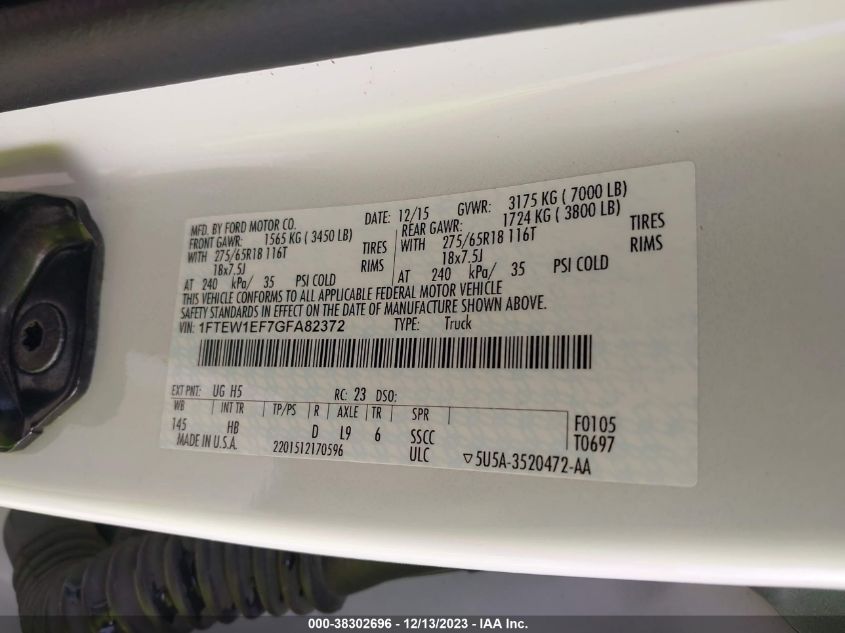 MFD. BY FORD MOTOR CO.
DATE: 12/15 GVWR: 3175 KG ( 7000 LB)
FRONT GAWR: 1565 KG ( 3450 LB) REAR GAWR: 1724 KG ( 3800 LB)
WITH 275/65R18 116T TIRES WITH 275/65R18 116T TIRES
18x7.5J RIMS 18x7.5J RIMS
AT 240 kPa/ 35 PSI COLD AT 240 kPa/ 35 PSI COLD
THIS VEHICLE CONFORMS TO ALL APPLICABLE FEDERAL MOTOR VEHICLE
SAFETY STANDARDS IN EFFECT ON THE DATE OF MANUFACTURE SHOWN ABOVE.
VIN: 1FTEW1EF7GFA82372 TYPE: Truck
EXT PNT: UG H5 RC: 23 DSO:
WB INT TR TP/PS R AXLE TR SPR
145 HB D L9 6 SSCC F0105
MADE IN U.S.A. 2201512170596 ULC T0697
▽5U5A-3520472-AA
000-38302696 - 12/13/2023 - IAA Inc.